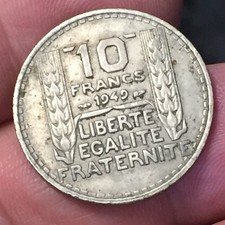 10
FRANCS
1949
LIBERTE
EGALITE
FRATERNITE